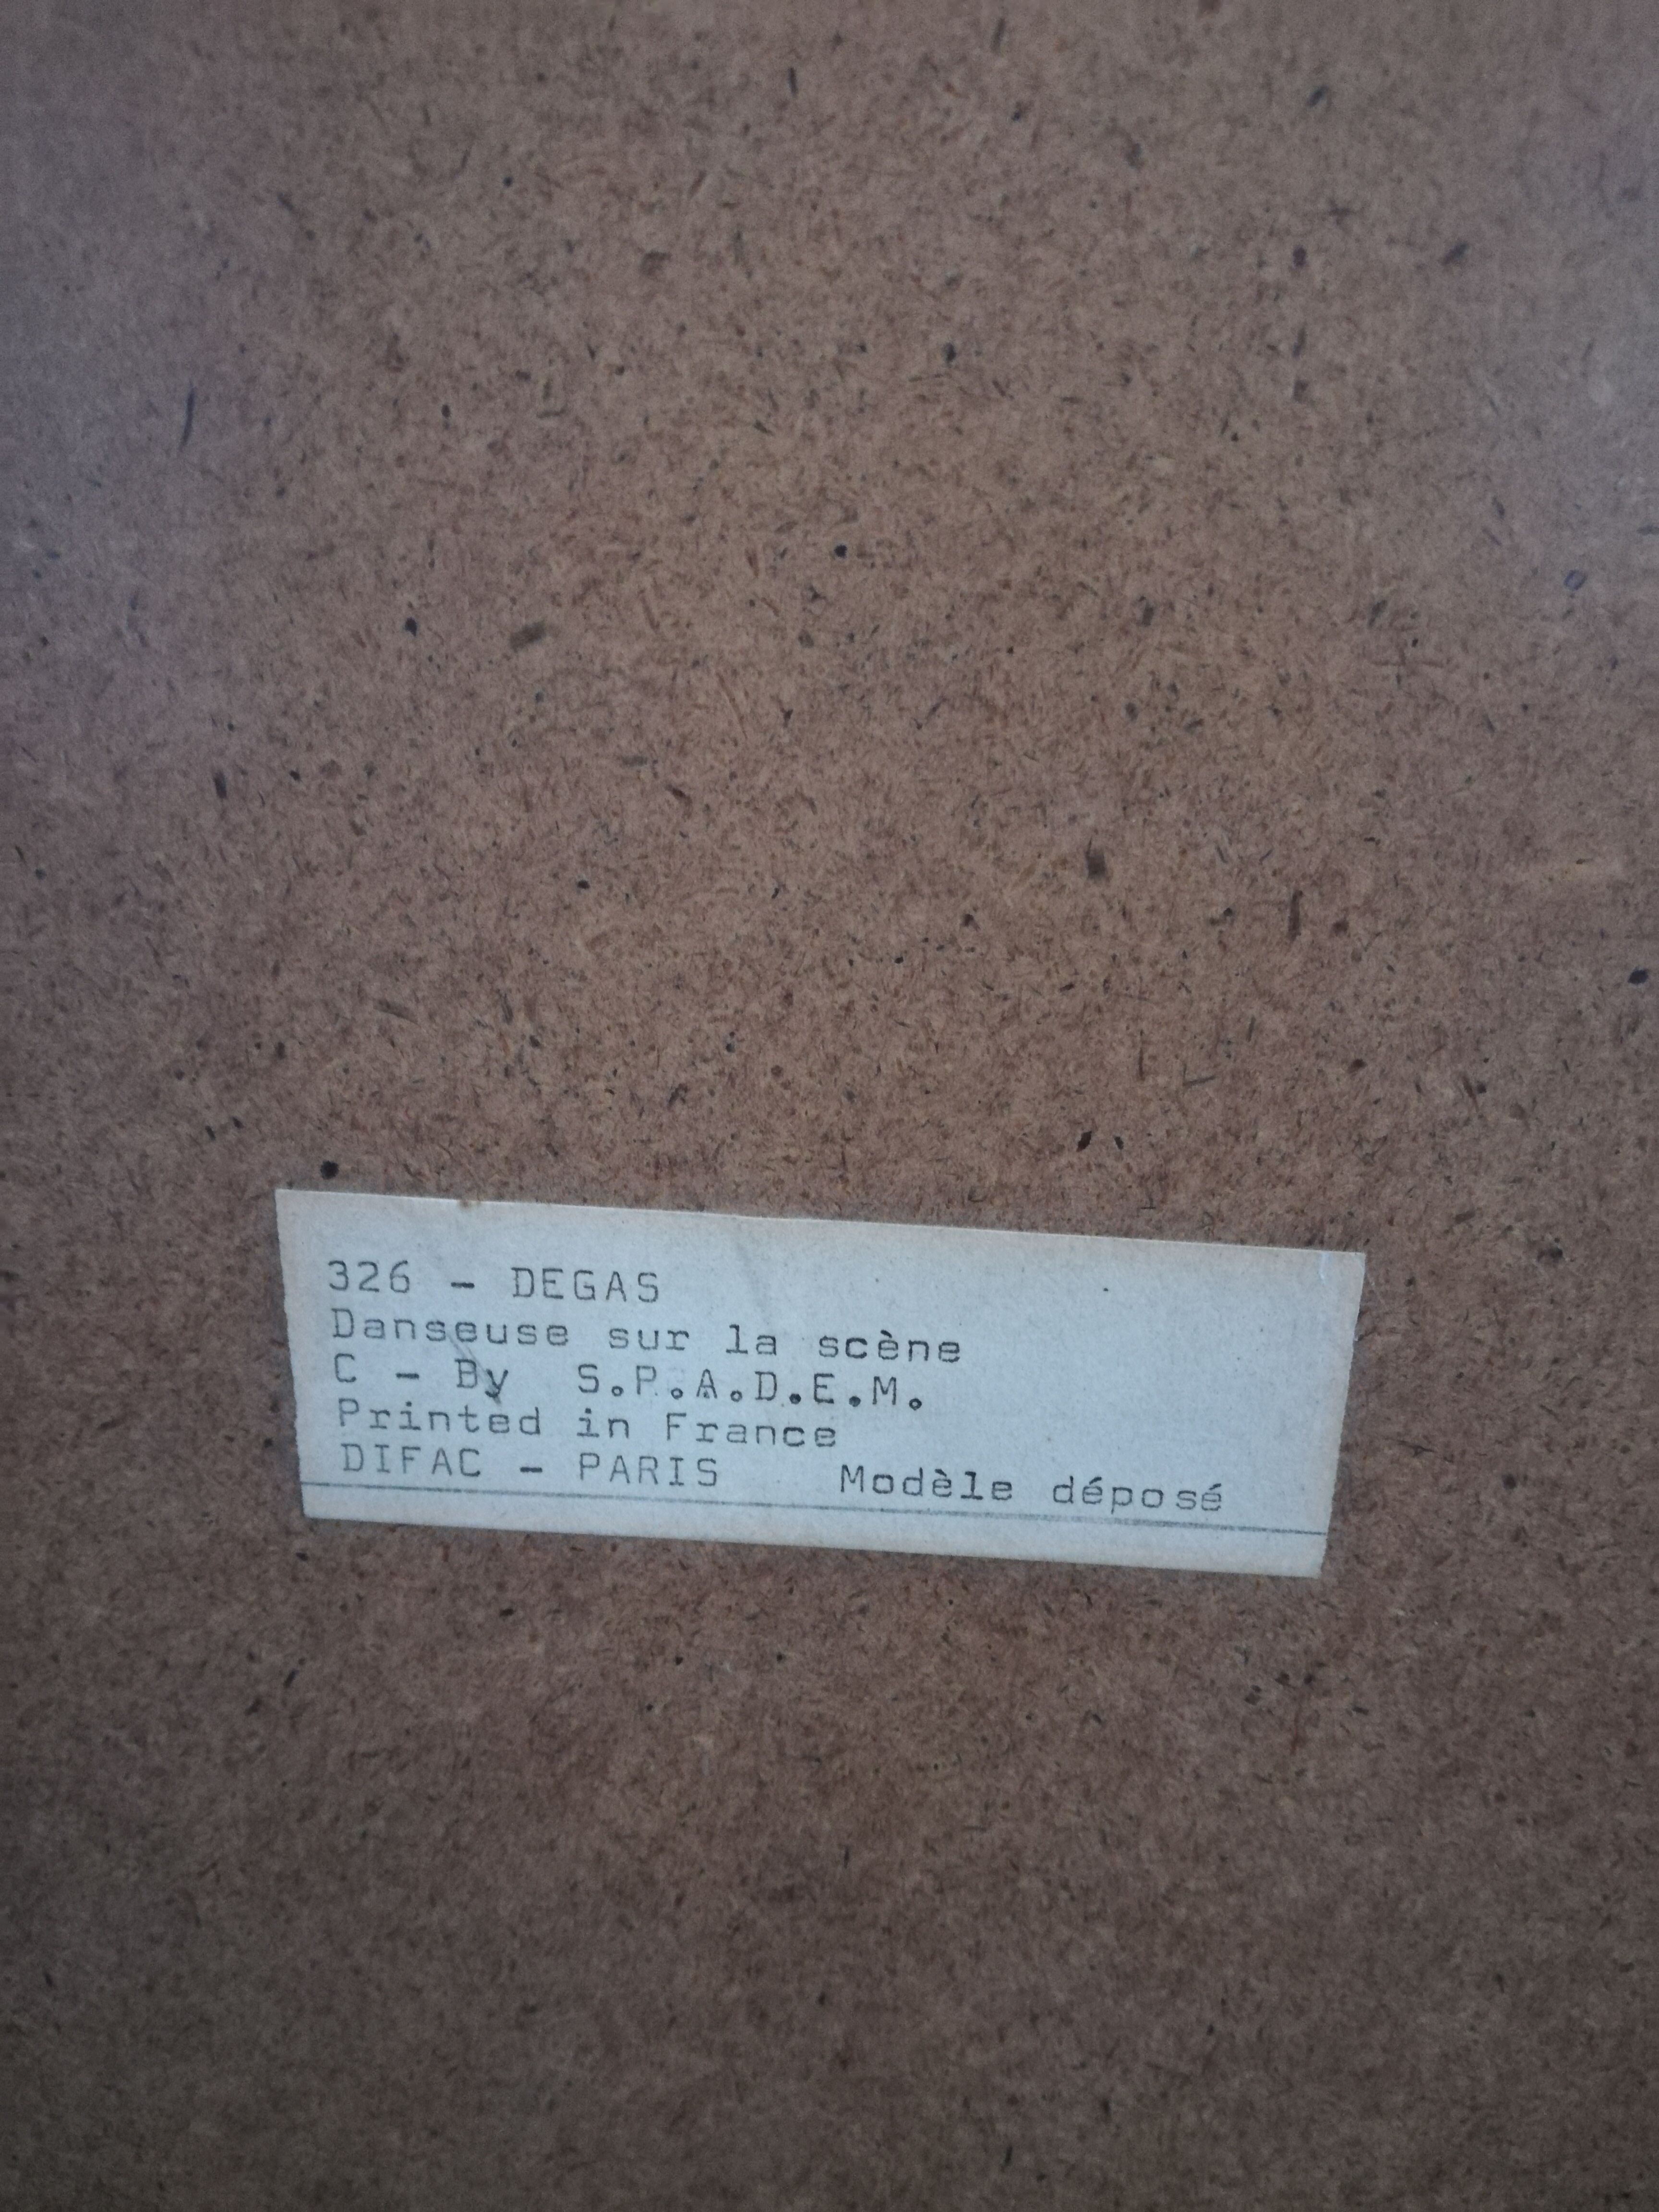 326 - DEGAS
Danseuse sur la scène
C - By S.P.A.D.E.M.
Printed in France
DIFAC - PARIS Modèle déposé